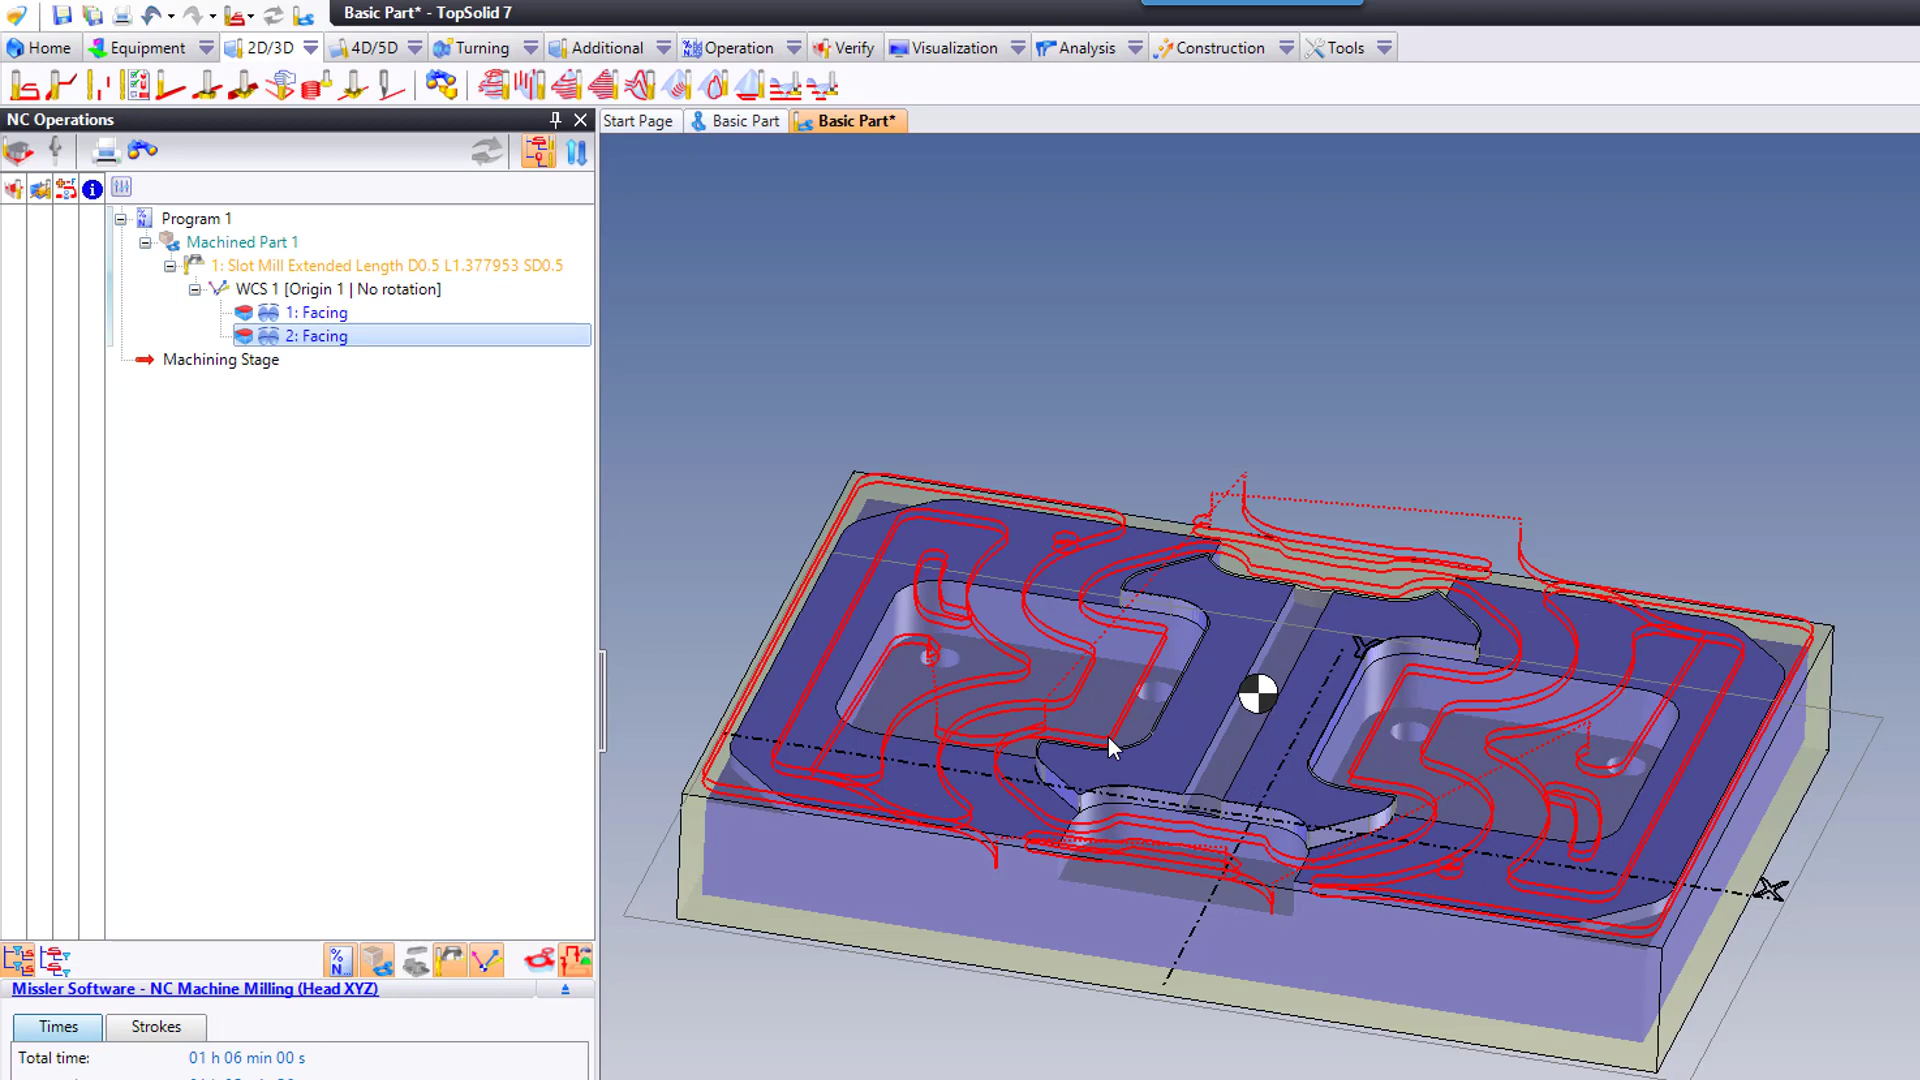 Basic Part* - TopSolid 7
Home Equipment 2D/3D 4D/5D Turning Additional Operation Verify Visualization Analysis Construction Tools
NC Operations
Start Page Basic Part Basic Part*
Program 1
Machined Part 1
1: Slot Mill Extended Length D0.5 L1.377953 SD0.5
WCS 1 [Origin 1 | No rotation]
1: Facing
2: Facing
Machining Stage
Y
X
Missler Software - NC Machine Milling (Head XYZ)
Times Strokes
Total time: 01 h 06 min 00 s